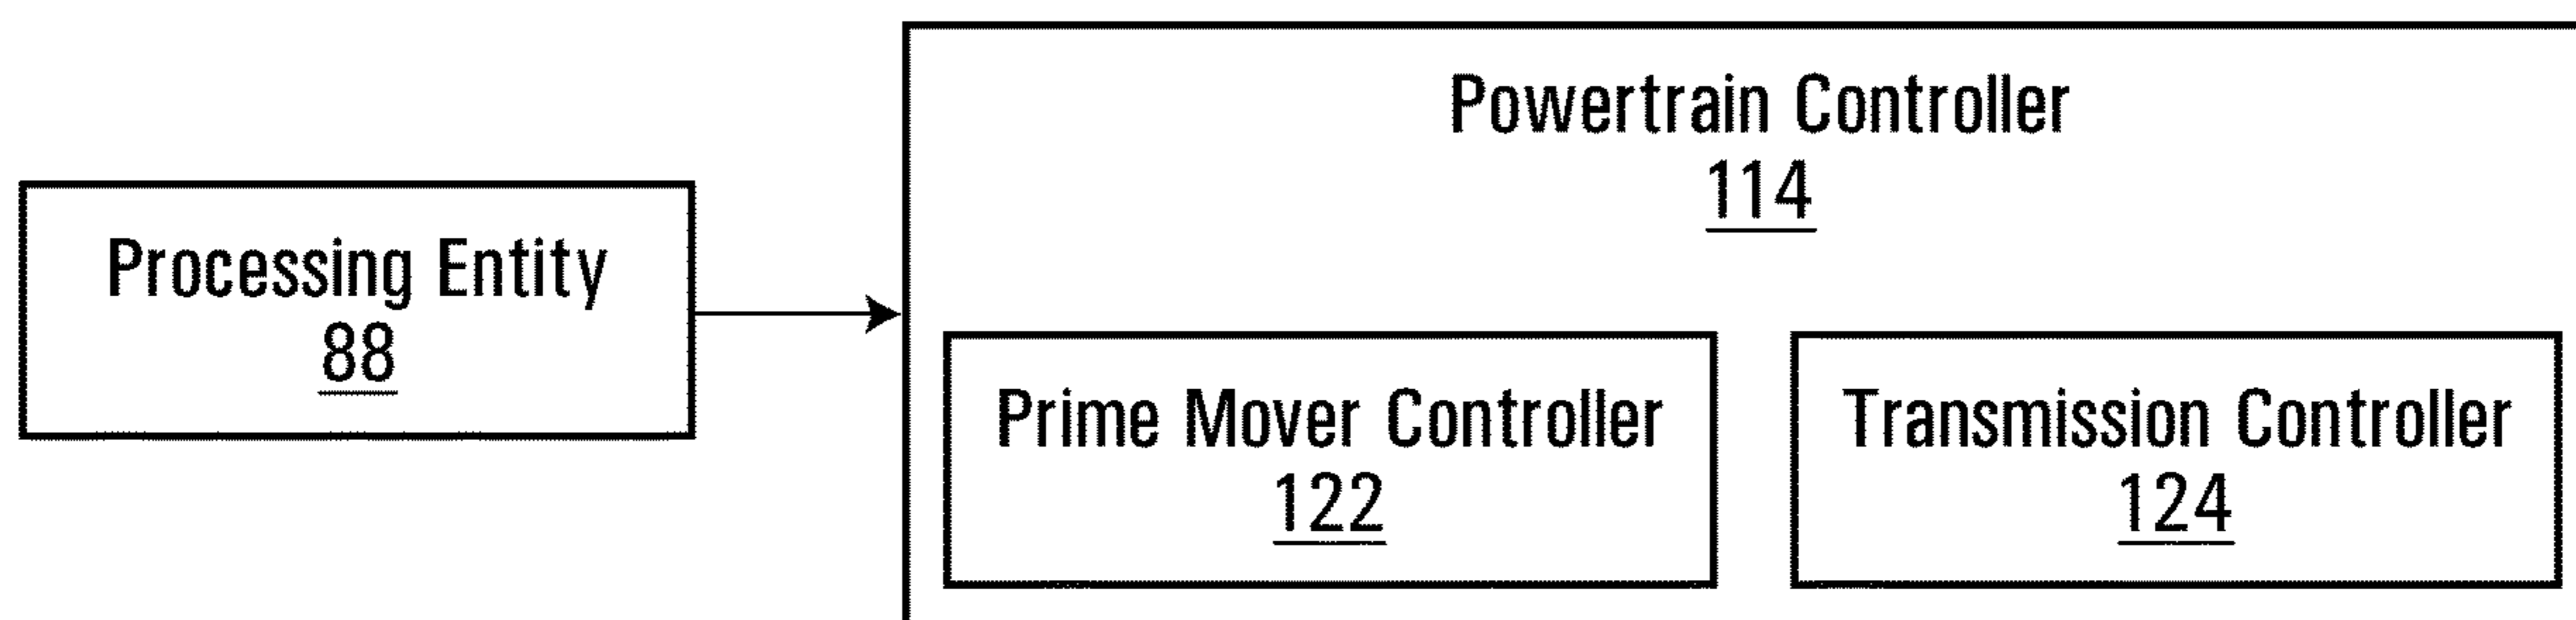 Powertrain Controller
114
Processing Entity
88
Prime Mover Controller
122
Transmission Controller
124